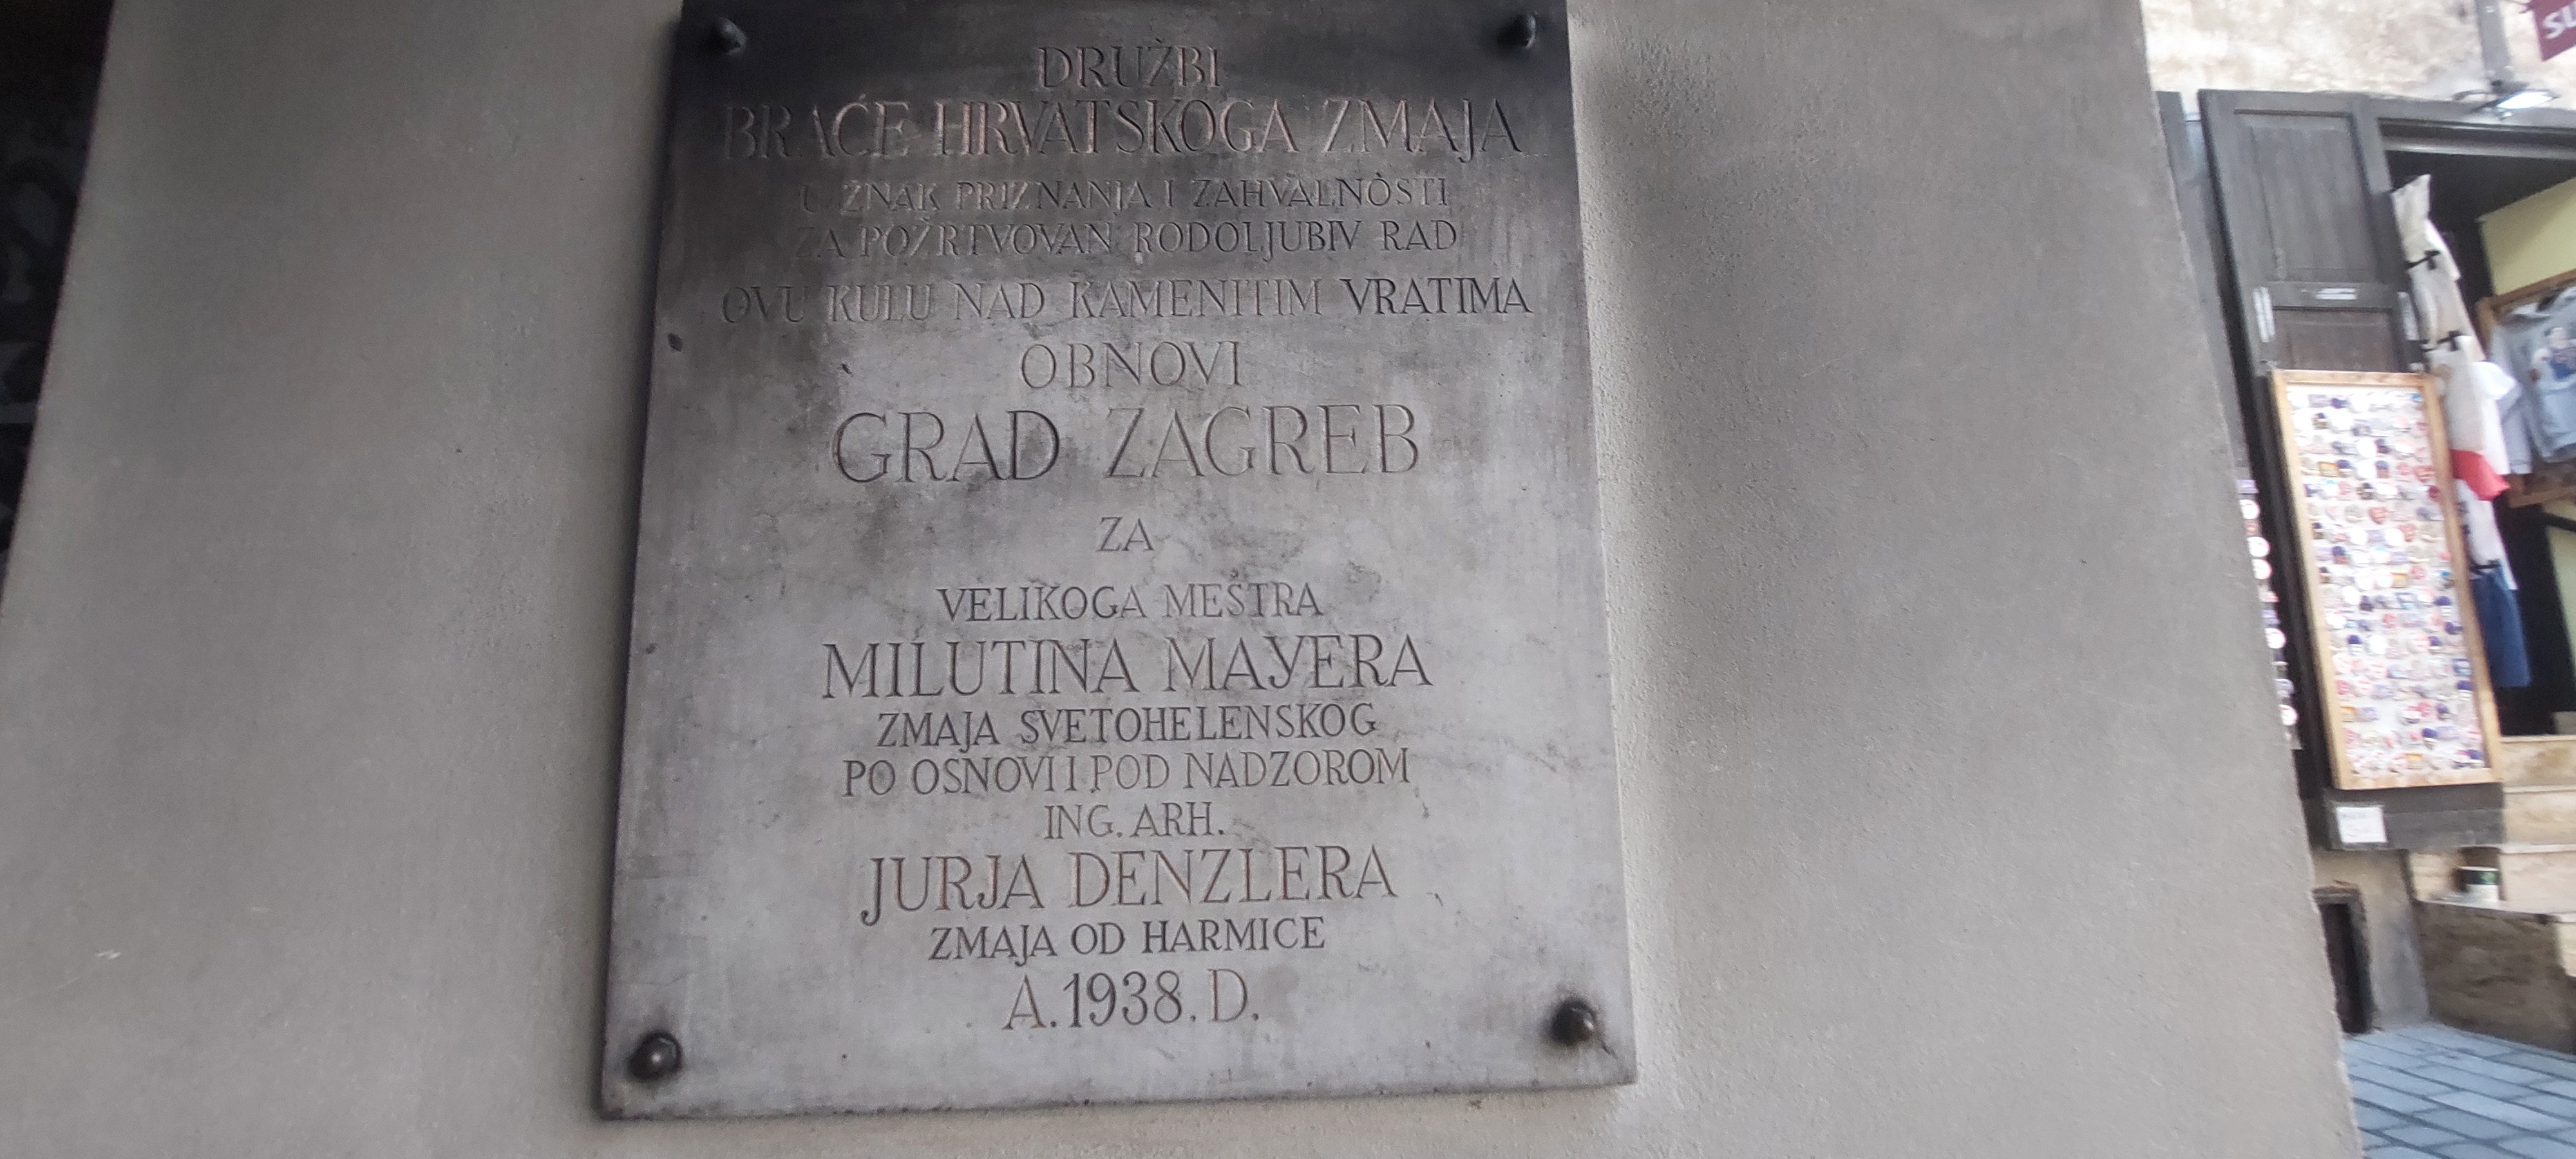 DRUŽBI
BRAĆE HRVATSKOGA ZMAJA
U ZNAK PRIZNANJA I ZAHVALNOSTI
ZA POŽRTVOVAN RODOLJUBIV RAD
OVU KULU NAD KAMENITIM VRATIMA
OBNOVI
GRAD ZAGREB
ZA
VELIKOGA MEŠTRA
MILUTINA MAYERA
ZMAJA SVETOHELENSKOG
PO OSNOVI I POD NADZOROM
ING. ARH.
JURJA DENZLERA
ZMAJA OD HARMICE
A. 1938. D.